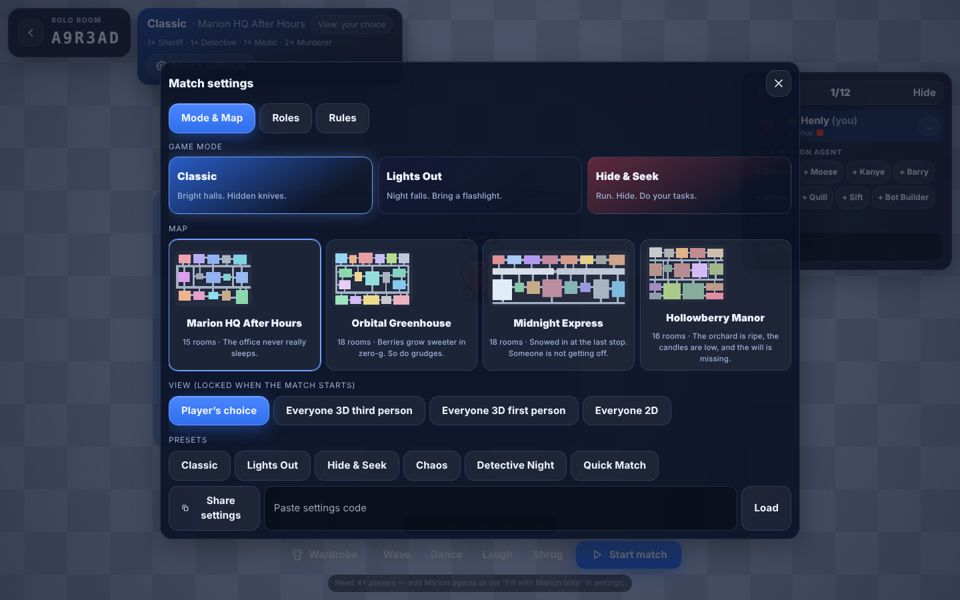 SOLO ROOM
A9R3AD
Classic · Marion HQ After Hours
View: your choice
1× Sheriff · 1× Detective · 1× Medic · 2× Murderer
Match settings
1/12
Hide
Henly (you)
+ Moose
+ Kanye
+ Barry
+ Quill
+ Sift
+ Bot Builder
Mode & Map
Roles
Rules
GAME MODE
Classic
Bright halls. Hidden knives.
Lights Out
Night falls. Bring a flashlight.
Hide & Seek
Run. Hide. Do your tasks.
MAP
Marion HQ After Hours
15 rooms · The office never really
sleeps.
Orbital Greenhouse
18 rooms · Berries grow sweeter in
zero-g. So do grudges.
Midnight Express
18 rooms · Snowed in at the last stop.
Someone is not getting off.
Hollowberry Manor
16 rooms · The orchard is ripe, the
candles are low, and the will is
missing.
VIEW (LOCKED WHEN THE MATCH STARTS)
Player's choice
Everyone 3D third person
Everyone 3D first person
Everyone 2D
PRESETS
Classic
Lights Out
Hide & Seek
Chaos
Detective Night
Quick Match
Share
settings
Paste settings code
Load
Wardrobe
Wave
Dance
Laugh
Shrug
Start match
Need 4+ players — add Marion agents or set "Fill with Marion bots" in settings.